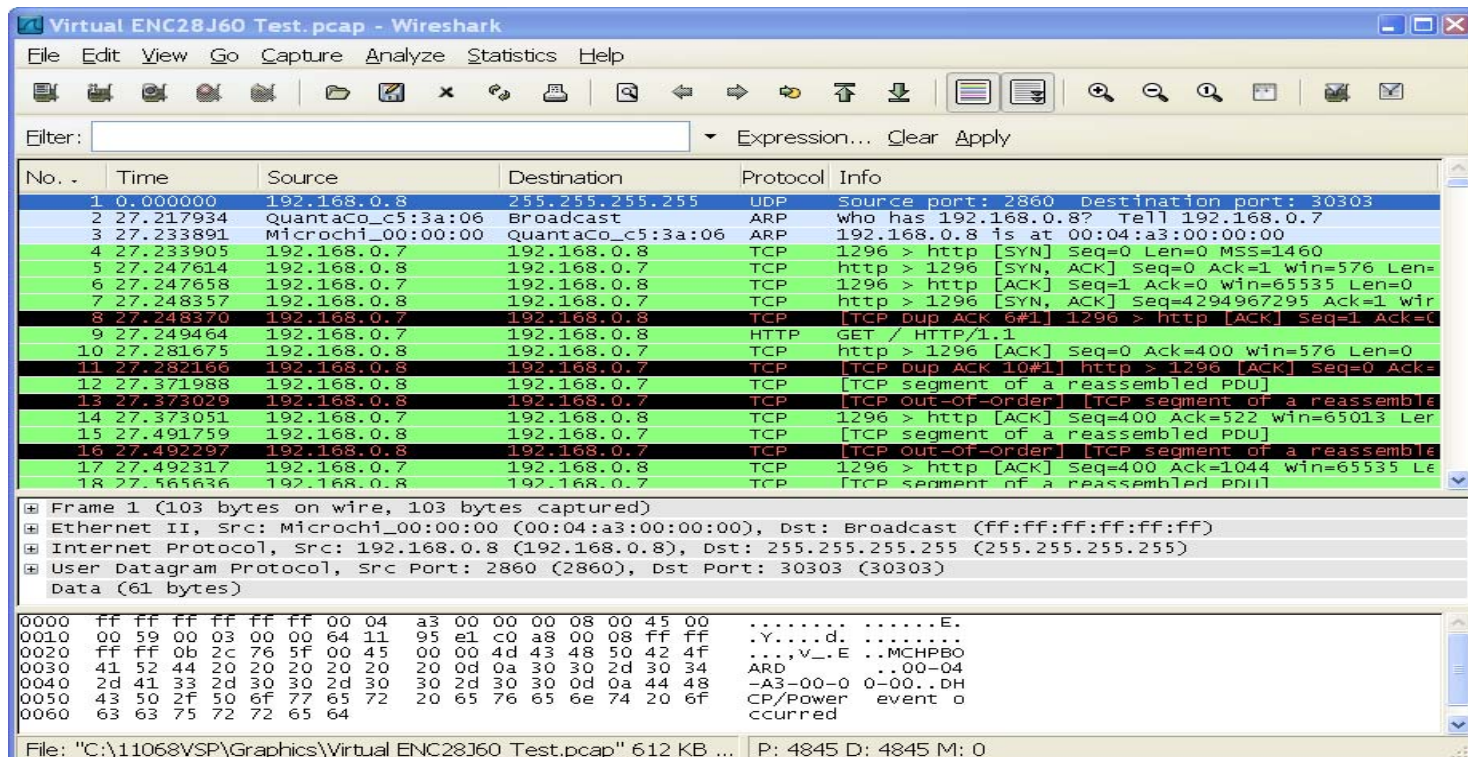 Virtual ENC28J60 Test.pcap - Wireshark
File Edit View Go Capture Analyze Statistics Help
Filter: Expression... Clear Apply
No. . Time Source Destination Protocol Info
1 0.000000 192.168.0.8 255.255.255.255 UDP Source port: 2860 Destination port: 30303
2 27.217934 QuantaCo_c5:3a:06 Broadcast ARP who has 192.168.0.8? Tell 192.168.0.7
3 27.233891 Microchi_00:00:00 QuantaCo_c5:3a:06 ARP 192.168.0.8 is at 00:04:a3:00:00:00
4 27.233905 192.168.0.7 192.168.0.8 TCP 1296 > http [SYN] Seq=0 Len=0 MSS=1460
5 27.247614 192.168.0.8 192.168.0.7 TCP http > 1296 [SYN, ACK] Seq=0 Ack=1 Win=576 Len=
6 27.247658 192.168.0.7 192.168.0.8 TCP 1296 > http [ACK] Seq=1 Ack=0 Win=65535 Len=0
7 27.248357 192.168.0.8 192.168.0.7 TCP http > 1296 [SYN, ACK] Seq=4294967295 Ack=1 Wir
8 27.248370 192.168.0.7 192.168.0.8 TCP [TCP Dup ACK 6#1] 1296 > http [ACK] Seq=1 Ack=(
9 27.249464 192.168.0.7 192.168.0.8 HTTP GET / HTTP/1.1
10 27.281675 192.168.0.8 192.168.0.7 TCP http > 1296 [ACK] Seq=0 Ack=400 Win=576 Len=0
11 27.282166 192.168.0.8 192.168.0.7 TCP [TCP Dup ACK 10#1] http > 1296 [ACK] Seq=0 Ack=
12 27.371988 192.168.0.8 192.168.0.7 TCP [TCP segment of a reassembled PDU]
13 27.373029 192.168.0.8 192.168.0.7 TCP [TCP Out-Of-Order] [TCP segment of a reassemble
14 27.373051 192.168.0.7 192.168.0.8 TCP 1296 > http [ACK] Seq=400 Ack=522 Win=65013 Ler
15 27.491759 192.168.0.8 192.168.0.7 TCP [TCP segment of a reassembled PDU]
16 27.492297 192.168.0.8 192.168.0.7 TCP [TCP Out-Of-Order] [TCP segment of a reassemble
17 27.492317 192.168.0.7 192.168.0.8 TCP 1296 > http [ACK] Seq=400 Ack=1044 Win=65535 Le
18 27.565636 192.168.0.8 192.168.0.7 TCP [TCP segment of a reassembled PDU]
Frame 1 (103 bytes on wire, 103 bytes captured)
Ethernet II, Src: Microchi_00:00:00 (00:04:a3:00:00:00), Dst: Broadcast (ff:ff:ff:ff:ff:ff)
Internet Protocol, Src: 192.168.0.8 (192.168.0.8), Dst: 255.255.255.255 (255.255.255.255)
User Datagram Protocol, Src Port: 2860 (2860), Dst Port: 30303 (30303)
Data (61 bytes)
0000 ff ff ff ff ff ff 00 04 a3 00 00 00 08 00 45 00 ........ ......E.
0010 00 59 00 03 00 00 64 11 95 e1 c0 a8 00 08 ff ff .Y....d. ........
0020 ff ff 0b 2c 76 5f 00 45 00 00 4d 43 48 50 42 4f ...,v_.E ..MCHPBO
0030 41 52 44 20 20 20 20 20 20 0d 0a 30 30 2d 30 34 ARD ..00-04
0040 2d 41 33 2d 30 30 2d 30 30 2d 30 30 0d 0a 44 48 -A3-00-0 0-00..DH
0050 43 50 2f 50 6f 77 65 72 20 65 76 65 6e 74 20 6f CP/Power event o
0060 63 63 75 72 72 65 64 ccurred
File: "C:\11068VSP\Graphics\Virtual ENC28J60 Test.pcap" 612 KB ... P: 4845 D: 4845 M: 0